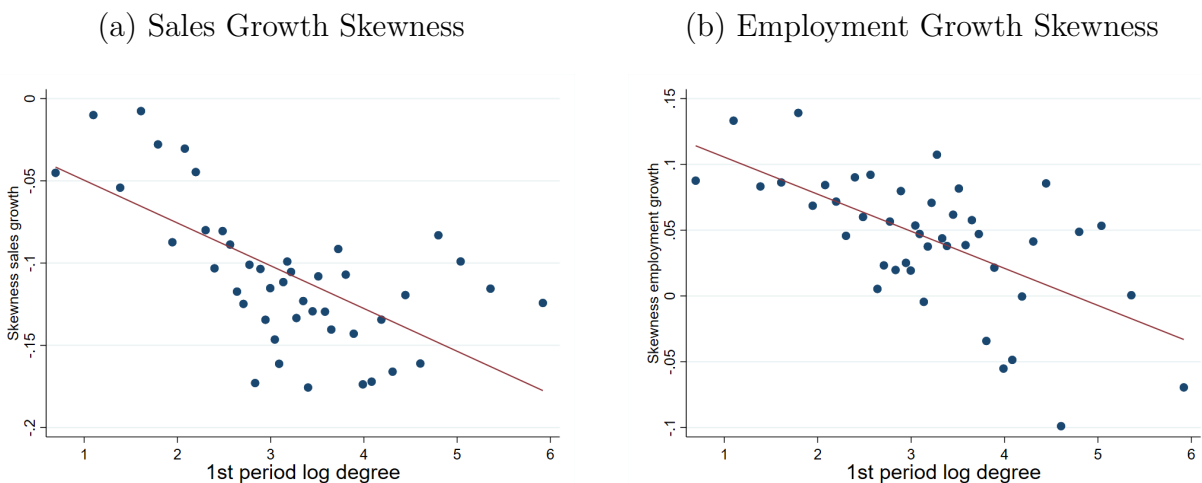 (a) Sales Growth Skewness
0
-.05
-.1
-.15
-.2
Skewness sales growth
1 2 3 4 5 6
1st period log degree
(b) Employment Growth Skewness
.15
.1
.05
0
-.05
-.1
Skewness employment growth
1 2 3 4 5 6
1st period log degree